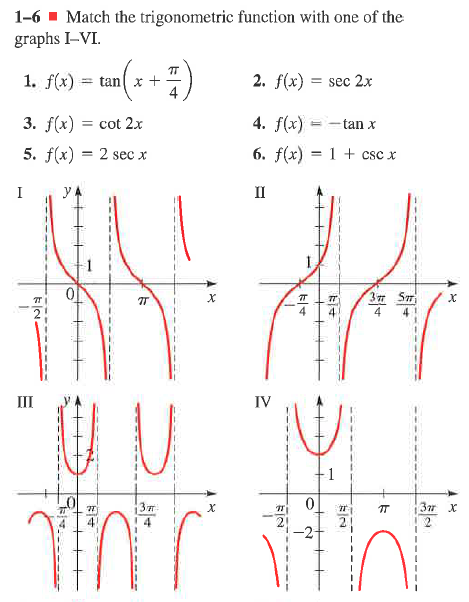 1–6 ■ Match the trigonometric function with one of the
graphs I–VI.
1. f(x) = tan(x + π/4)
2. f(x) = sec 2x
3. f(x) = cot 2x
4. f(x) = −tan x
5. f(x) = 2 sec x
6. f(x) = 1 + csc x
I
y
1
−π/2
0
π
x
II
1
−π/4
π/4
3π/4
5π/4
x
III
y
2
−π/4
0
π/4
3π/4
x
IV
1
−π/2
0
π/2
π
3π/2
x
−2